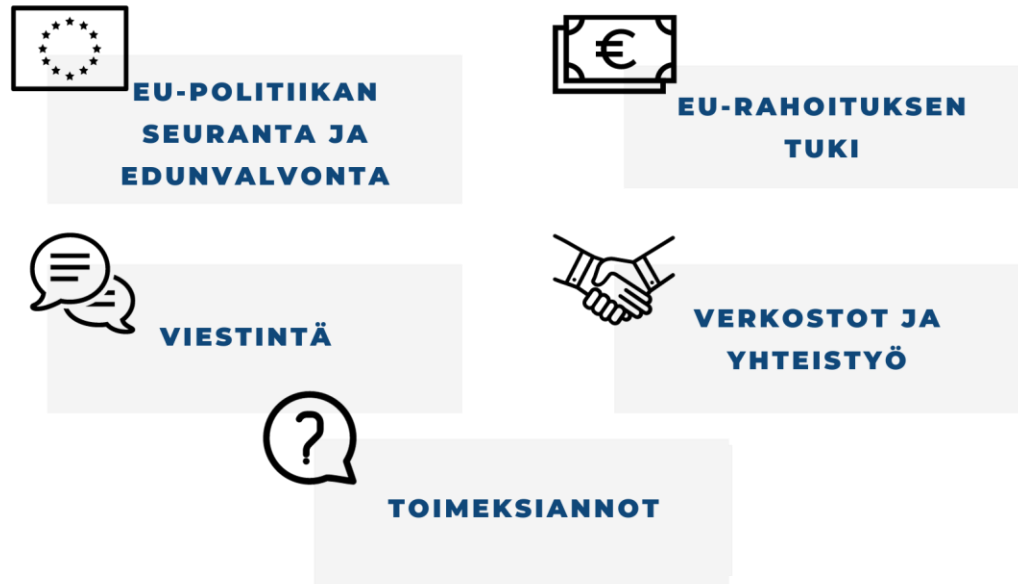 EU-POLITIIKAN
SEURANTA JA
EDUNVALVONTA
EU-RAHOITUKSEN
TUKI
VIESTINTÄ
VERKOSTOT JA
YHTEISTYÖ
TOIMEKSIANNOT